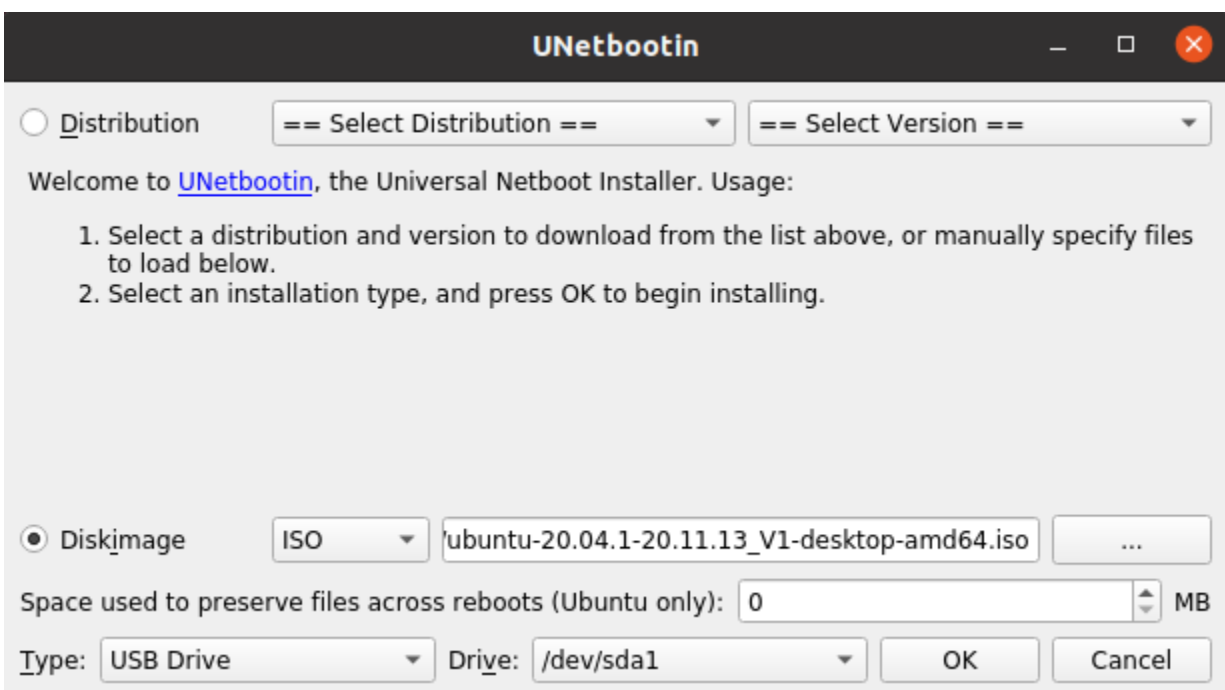 UNetbootin
Distribution == Select Distribution == == Select Version ==
Welcome to UNetbootin, the Universal Netboot Installer. Usage:
1. Select a distribution and version to download from the list above, or manually specify files
to load below.
2. Select an installation type, and press OK to begin installing.
Diskimage ISO /ubuntu-20.04.1-20.11.13_V1-desktop-amd64.iso ...
Space used to preserve files across reboots (Ubuntu only): 0 MB
Type: USB Drive Drive: /dev/sda1 OK Cancel